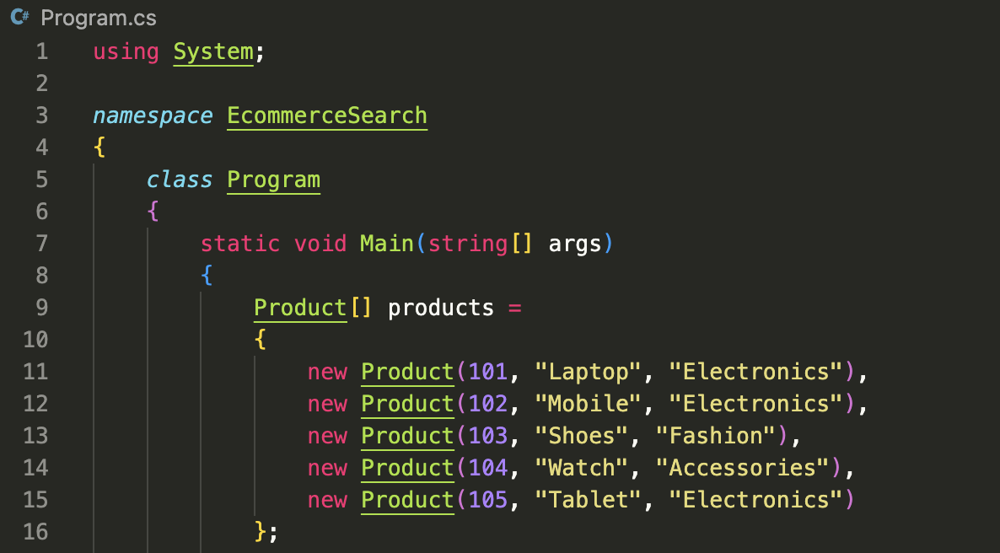 C# Program.cs
1 using System;
2
3 namespace EcommerceSearch
4 {
5 class Program
6 {
7 static void Main(string[] args)
8 {
9 Product[] products =
10 {
11 new Product(101, "Laptop", "Electronics"),
12 new Product(102, "Mobile", "Electronics"),
13 new Product(103, "Shoes", "Fashion"),
14 new Product(104, "Watch", "Accessories"),
15 new Product(105, "Tablet", "Electronics")
16 };